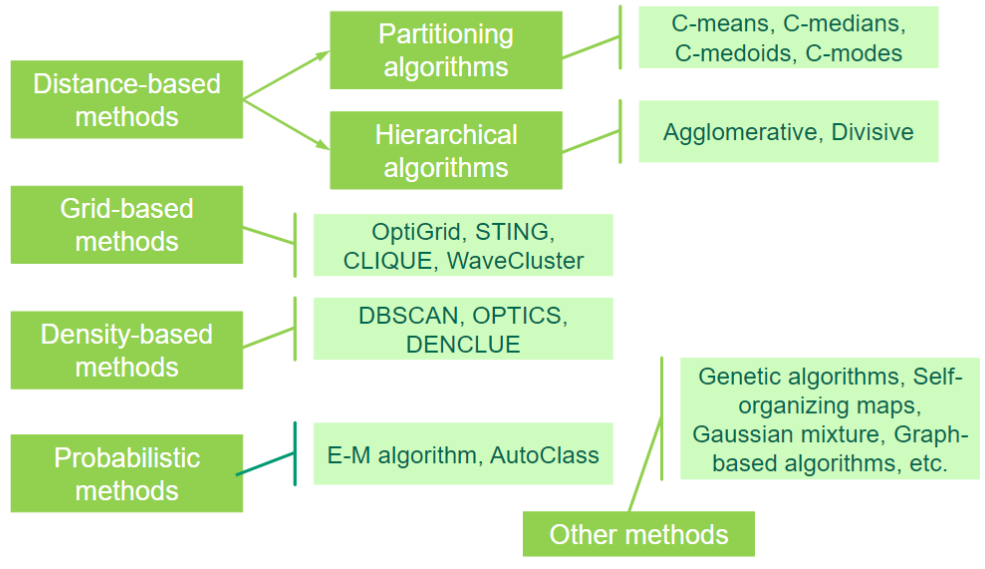 Distance-based
methods
Partitioning
algorithms
C-means, C-medians,
C-medoids, C-modes
Hierarchical
algorithms
Agglomerative, Divisive
Grid-based
methods
OptiGrid, STING,
CLIQUE, WaveCluster
Density-based
methods
DBSCAN, OPTICS,
DENCLUE
Probabilistic
methods
E-M algorithm, AutoClass
Genetic algorithms, Self-
organizing maps,
Gaussian mixture, Graph-
based algorithms, etc.
Other methods